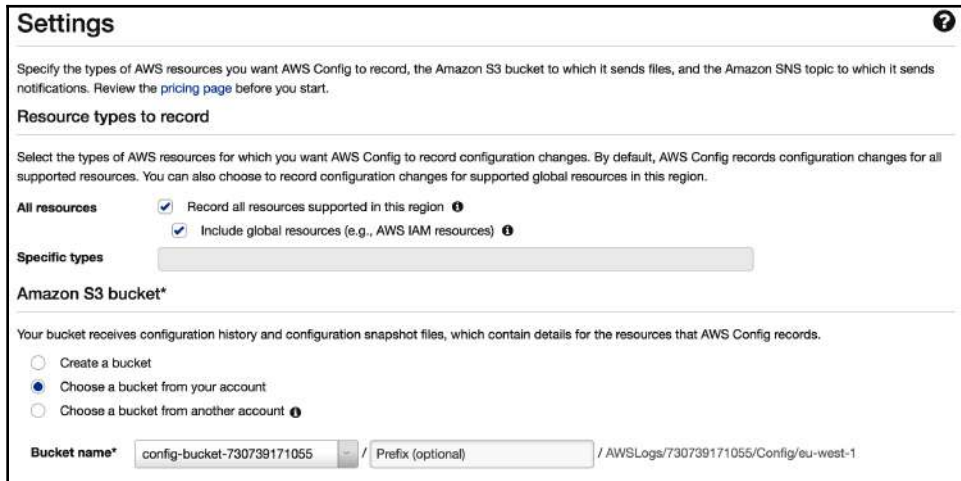 Settings
Specify the types of AWS resources you want AWS Config to record, the Amazon S3 bucket to which it sends files, and the Amazon SNS topic to which it sends
notifications. Review the pricing page before you start.
Resource types to record
Select the types of AWS resources for which you want AWS Config to record configuration changes. By default, AWS Config records configuration changes for all
supported resources. You can also choose to record configuration changes for supported global resources in this region.
All resources Record all resources supported in this region
Include global resources (e.g., AWS IAM resources)
Specific types
Amazon S3 bucket*
Your bucket receives configuration history and configuration snapshot files, which contain details for the resources that AWS Config records.
Create a bucket
Choose a bucket from your account
Choose a bucket from another account
Bucket name* config-bucket-730739171055 / Prefix (optional) / AWSLogs/730739171055/Config/eu-west-1